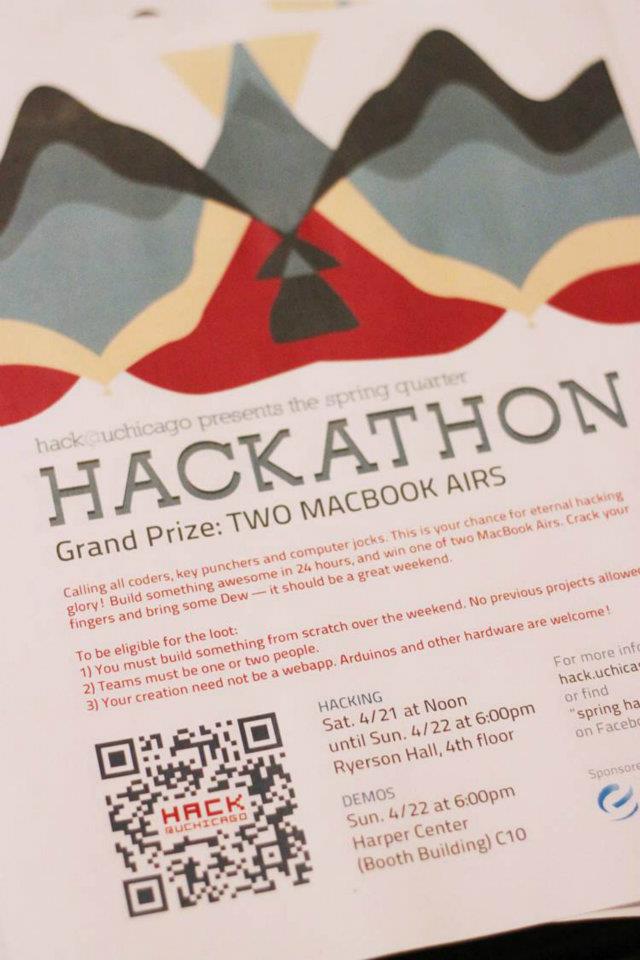 hack@uchicago presents the spring quarter
HACKATHON
Grand Prize: TWO MACBOOK AIRS
Calling all coders, key punchers and computer jocks. This is your chance for eternal hacking
glory! Build something awesome in 24 hours, and win one of two MacBook Airs. Crack your
fingers and bring some Dew — it should be a great weekend.
To be eligible for the loot:
1) You must build something from scratch over the weekend. No previous projects allowe
2) Teams must be one or two people.
3) Your creation need not be a webapp. Arduinos and other hardware are welcome!
HACK
@UCHICAGO
HACKING
Sat. 4/21 at Noon
until Sun. 4/22 at 6:00pm
Ryerson Hall, 4th floor
DEMOS
Sun. 4/22 at 6:00pm
Harper Center
(Booth Building) C10
For more inf
hack.uchica
or find
"spring ha
on Facebo
Sponsore